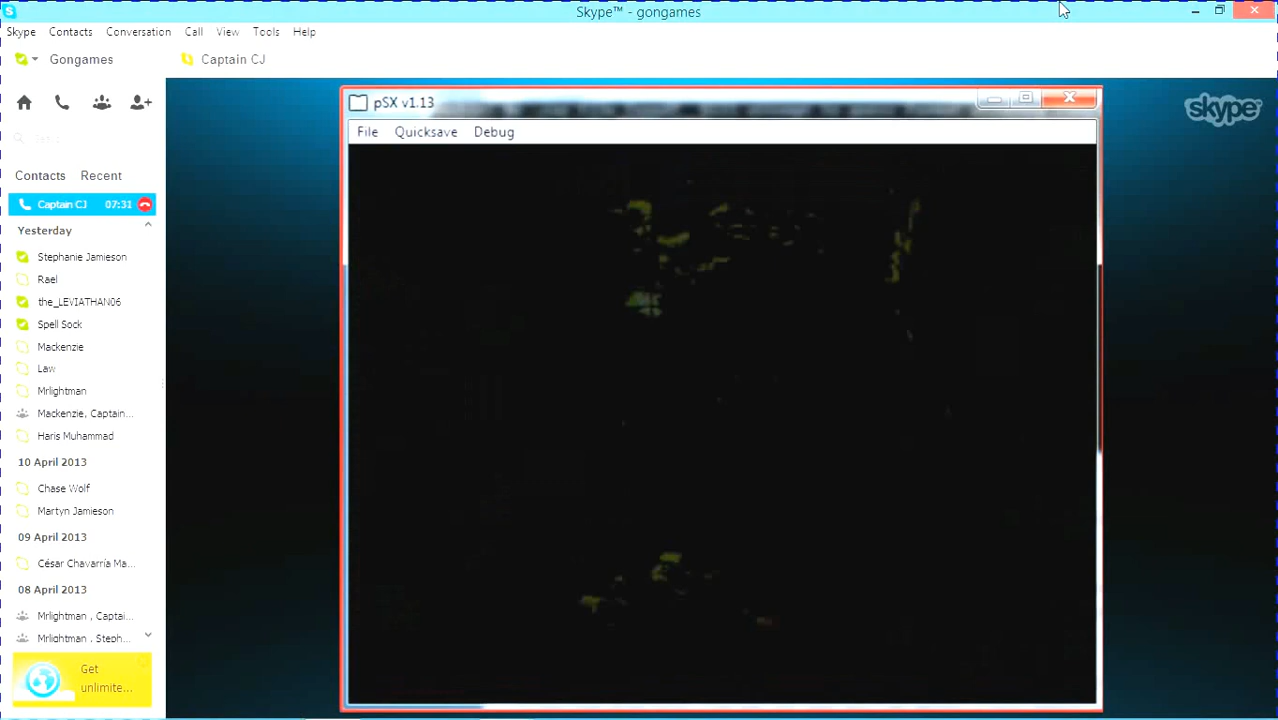 Skype™ - gongames
Skype Contacts Conversation Call View Tools Help
Gongames
Captain CJ
Contacts Recent
Captain CJ 07:31
Yesterday
Stephanie Jamieson
Rael
the_LEVIATHAN06
Spell Sock
Mackenzie
Law
Mrlightman
Mackenzie, Captain...
Haris Muhammad
10 April 2013
Chase Wolf
Martyn Jamieson
09 April 2013
César Chavarría Ma...
08 April 2013
Mrlightman , Captai...
Mrlightman , Steph...
Get
unlimite...
pSX v1.13
File Quicksave Debug
skype